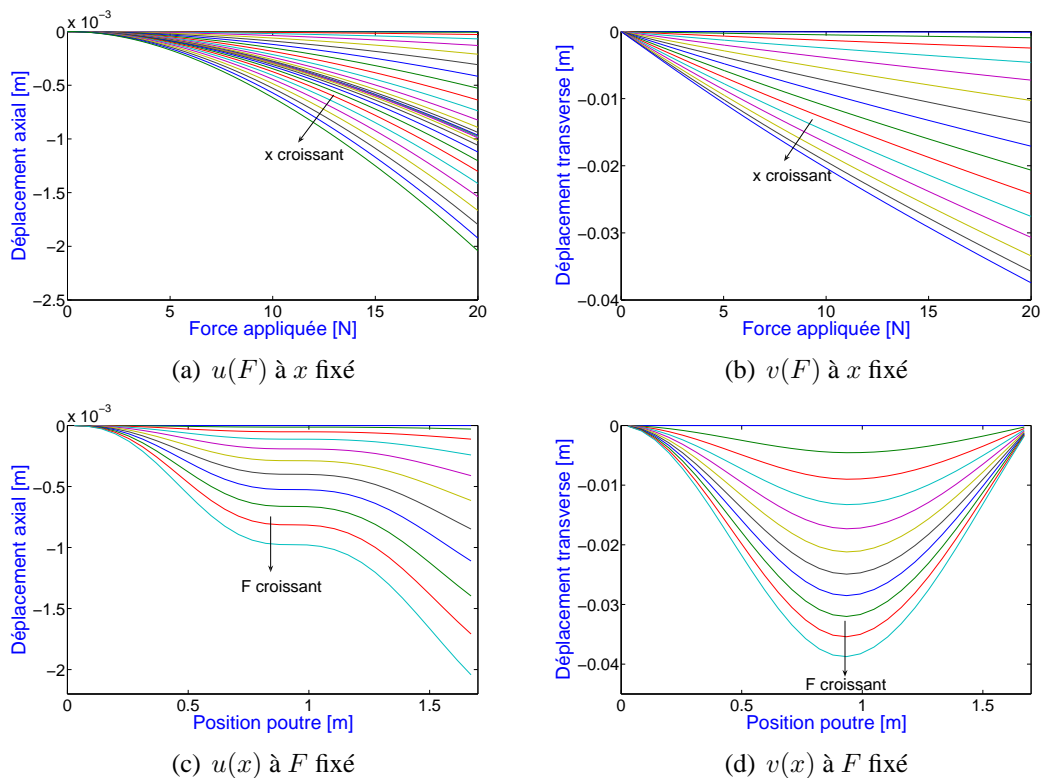 x 10⁻³
0
−0.5
−1
−1.5
−2
−2.5
0
5
10
15
20
Déplacement axial [m]
Force appliquée [N]
x croissant
(a) u(F) à x fixé
0
−0.01
−0.02
−0.03
−0.04
0
5
10
15
20
Déplacement transverse [m]
Force appliquée [N]
x croissant
(b) v(F) à x fixé
x 10⁻³
0
−0.5
−1
−1.5
−2
0
0.5
1
1.5
Déplacement axial [m]
Position poutre [m]
F croissant
(c) u(x) à F fixé
0
−0.01
−0.02
−0.03
−0.04
0
0.5
1
1.5
Déplacement transverse [m]
Position poutre [m]
F croissant
(d) v(x) à F fixé